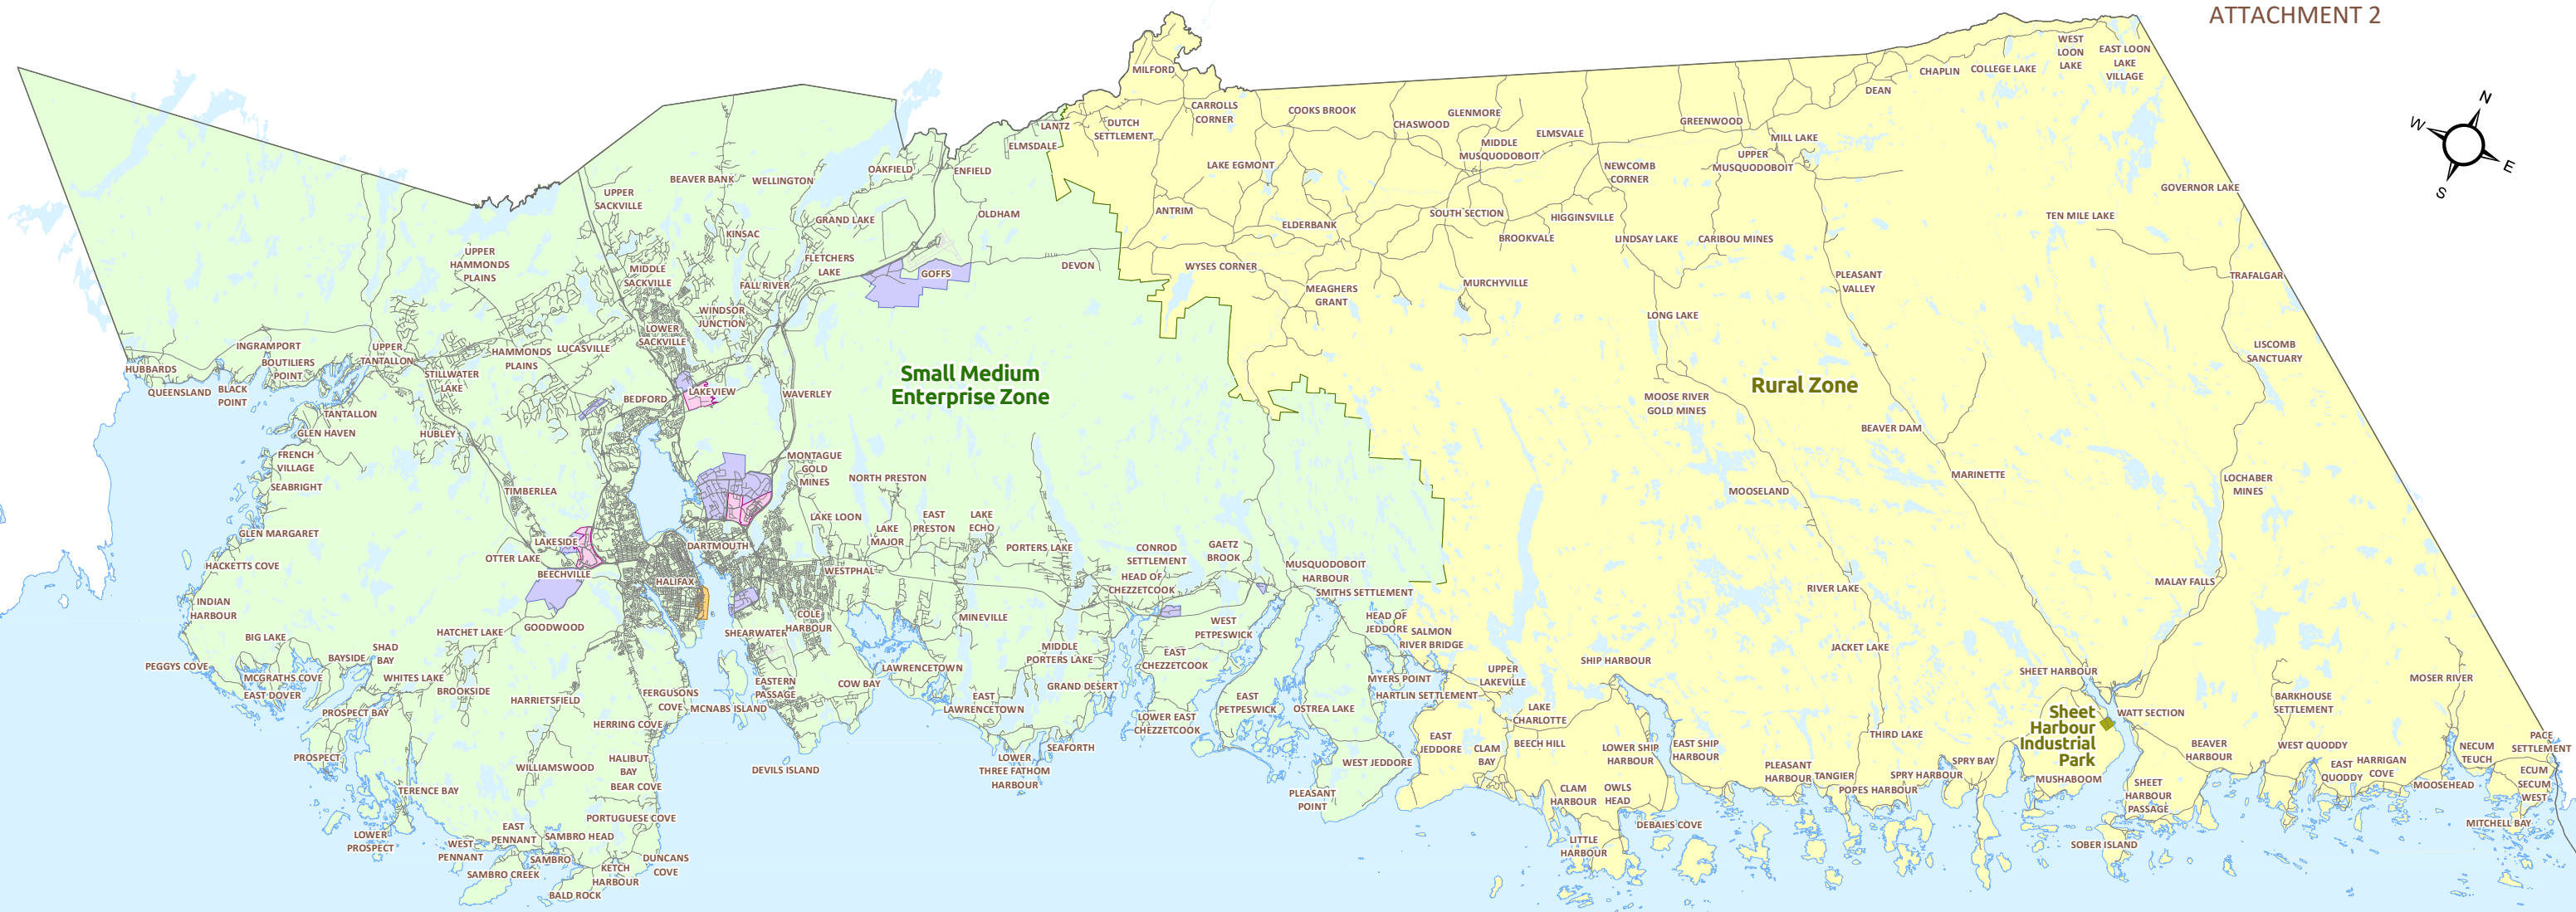 ATTACHMENT 2
N
W
E
S
MILFORD
LANTZ
ELMSDALE
DUTCH
SETTLEMENT
CARROLLS
CORNER
COOKS BROOK
CHASWOOD
GLENMORE
MIDDLE
MUSQUODOBOIT
ELMSVALE
GREENWOOD
MILL LAKE
UPPER
MUSQUODOBOIT
DEAN
CHAPLIN
COLLEGE LAKE
WEST
LOON
LAKE
EAST LOON
LAKE
VILLAGE
GOVERNOR LAKE
TEN MILE LAKE
TRAFALGAR
LISCOMB
SANCTUARY
UPPER
SACKVILLE
BEAVER BANK
WELLINGTON
OAKFIELD
ENFIELD
GRAND LAKE
OLDHAM
KINSAC
FLETCHERS
LAKE
GOFFS
DEVON
UPPER
HAMMONDS
PLAINS
MIDDLE
SACKVILLE
FALL RIVER
WINDSOR
JUNCTION
LOWER
SACKVILLE
LAKE EGMONT
ANTRIM
ELDERBANK
WYSES CORNER
MEAGHERS
GRANT
SOUTH SECTION
BROOKVALE
HIGGINSVILLE
NEWCOMB
CORNER
LINDSAY LAKE
CARIBOU MINES
MURCHYVILLE
PLEASANT
VALLEY
LONG LAKE
MOOSE RIVER
GOLD MINES
Rural Zone
BEAVER DAM
MARINETTE
MOOSELAND
LOCHABER
MINES
MALAY FALLS
RIVER LAKE
JACKET LAKE
Small Medium
Enterprise Zone
HUBBARDS
INGRAMPORT
BOUTILIERS
POINT
QUEENSLAND
BLACK
POINT
UPPER
TANTALLON
STILLWATER
LAKE
HAMMONDS
PLAINS
LUCASVILLE
BEDFORD
LAKEVIEW
WAVERLEY
TANTALLON
GLEN HAVEN
HUBLEY
FRENCH
VILLAGE
SEABRIGHT
TIMBERLEA
MONTAGUE
GOLD
MINES
NORTH PRESTON
LAKE LOON
LAKE
MAJOR
EAST
PRESTON
LAKE
ECHO
PORTERS LAKE
GLEN MARGARET
LAKESIDE
OTTER LAKE
BEECHVILLE
DARTMOUTH
HALIFAX
WESTPHAL
HACKETTS COVE
CONROD
SETTLEMENT
GAETZ
BROOK
HEAD OF
CHEZZETCOOK
MUSQUODOBOIT
HARBOUR
SMITHS SETTLEMENT
INDIAN
HARBOUR
BIG LAKE
HATCHET LAKE
GOODWOOD
SHEARWATER
COLE
HARBOUR
MINEVILLE
WEST
PETPESWICK
HEAD OF
JEDDORE
SALMON
RIVER BRIDGE
PEGGYS COVE
MCGRATHS COVE
EAST DOVER
BAYSIDE
SHAD
BAY
WHITES LAKE
BROOKSIDE
HARRIETSFIELD
FERGUSONS
COVE
MCNABS ISLAND
EASTERN
PASSAGE
COW BAY
LAWRENCETOWN
EAST
LAWRENCETOWN
MIDDLE
PORTERS LAKE
GRAND DESERT
EAST
CHEZZETCOOK
LOWER EAST
CHEZZETCOOK
EAST
PETPESWICK
OSTREA LAKE
MYERS POINT
HARTLIN SETTLEMENT
UPPER
LAKEVILLE
SHIP HARBOUR
LAKE
CHARLOTTE
PROSPECT BAY
HERRING COVE
PROSPECT
WILLIAMSWOOD
HALIBUT
BAY
BEAR COVE
DEVILS ISLAND
SEAFORTH
LOWER
THREE FATHOM
HARBOUR
WEST JEDDORE
PLEASANT
POINT
EAST
JEDDORE
CLAM
BAY
BEECH HILL
LOWER SHIP
HARBOUR
EAST SHIP
HARBOUR
CLAM
HARBOUR
OWLS
HEAD
LITTLE
HARBOUR
DEBAIES COVE
PLEASANT
HARBOUR
TANGIER
POPES HARBOUR
THIRD LAKE
SPRY HARBOUR
SPRY BAY
SHEET HARBOUR
Sheet
Harbour
Industrial
Park
WATT SECTION
MUSHABOOM
SHEET
HARBOUR
PASSAGE
SOBER ISLAND
BEAVER
HARBOUR
BARKHOUSE
SETTLEMENT
WEST QUODDY
EAST
QUODDY
HARRIGAN
COVE
MOSER RIVER
NECUM
TEUCH
MOOSEHEAD
PACE
SETTLEMENT
ECUM
SECUM
WEST
MITCHELL BAY
TERENCE BAY
LOWER
PROSPECT
PORTUGUESE COVE
EAST
PENNANT
WEST
PENNANT
SAMBRO HEAD
SAMBRO
SAMBRO CREEK
KETCH
HARBOUR
DUNCANS
COVE
BALD ROCK